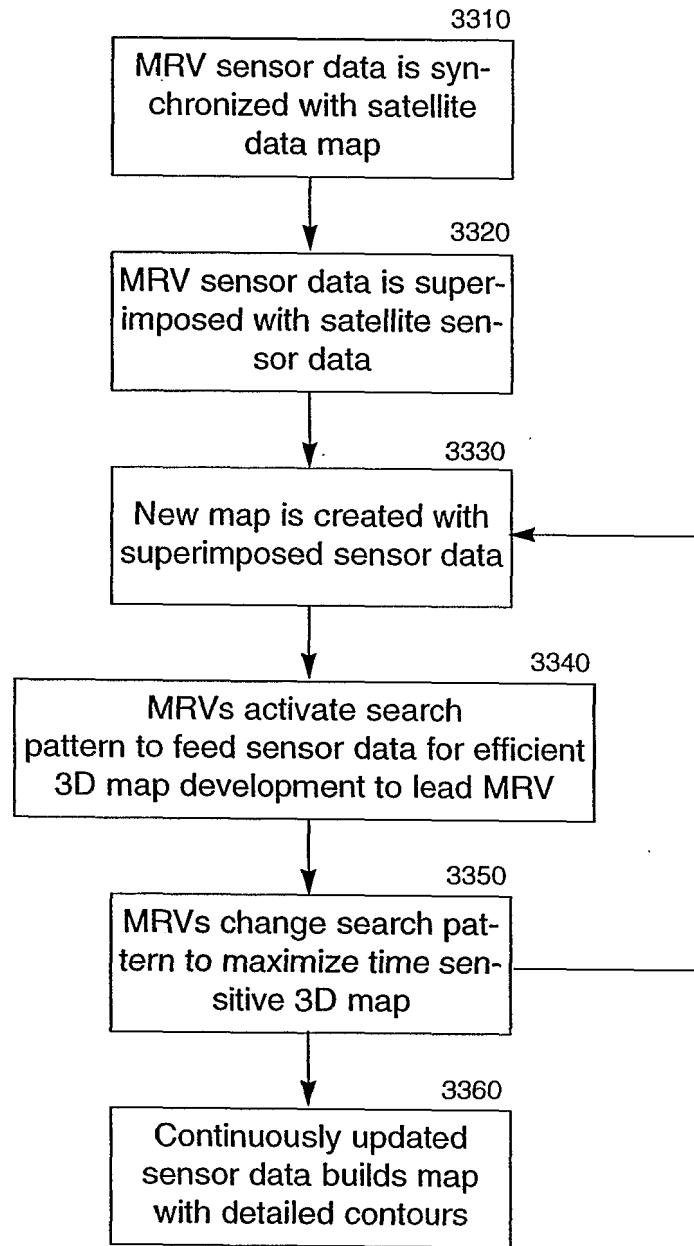 3310
MRV sensor data is syn-
chronized with satellite
data map
3320
MRV sensor data is super-
imposed with satellite sen-
sor data
3330
New map is created with
superimposed sensor data
3340
MRVs activate search
pattern to feed sensor data for efficient
3D map development to lead MRV
3350
MRVs change search pat-
tern to maximize time sen-
sitive 3D map
3360
Continuously updated
sensor data builds map
with detailed contours